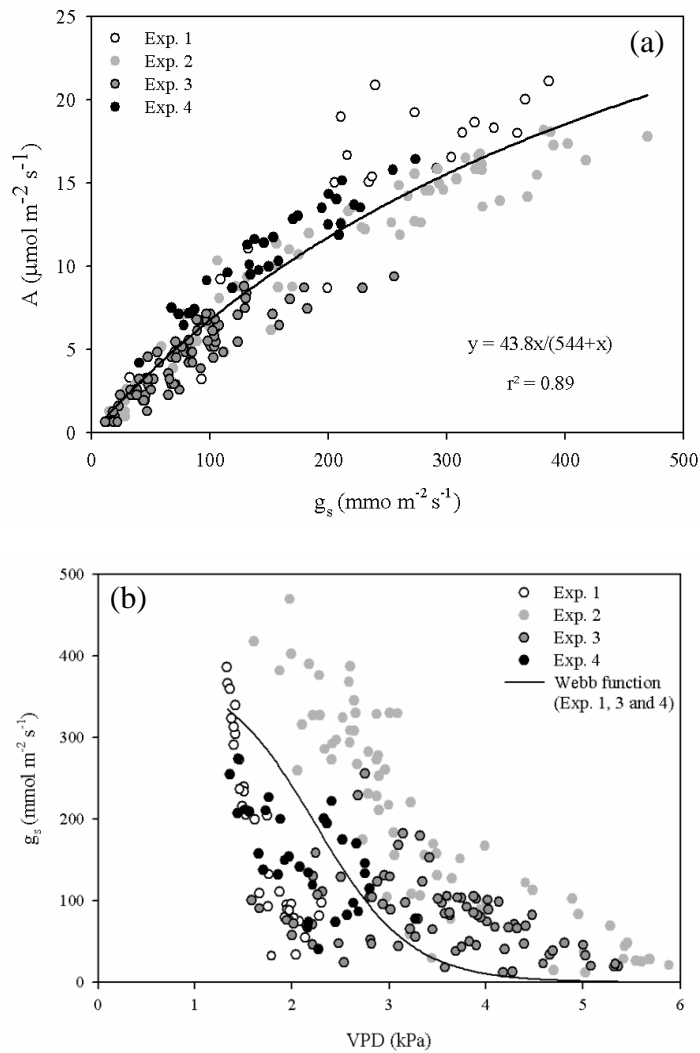 (a)
Exp. 1
Exp. 2
Exp. 3
Exp. 4
25
20
15
10
5
0
A (µmol m-2 s-1)
y = 43.8x/(544+x)
r² = 0.89
0 100 200 300 400 500
gs (mmo m-2 s-1)
(b)
Exp. 1
Exp. 2
Exp. 3
Exp. 4
Webb function
(Exp. 1, 3 and 4)
500
400
300
200
100
0
gs (mmol m-2 s-1)
0 1 2 3 4 5 6
VPD (kPa)